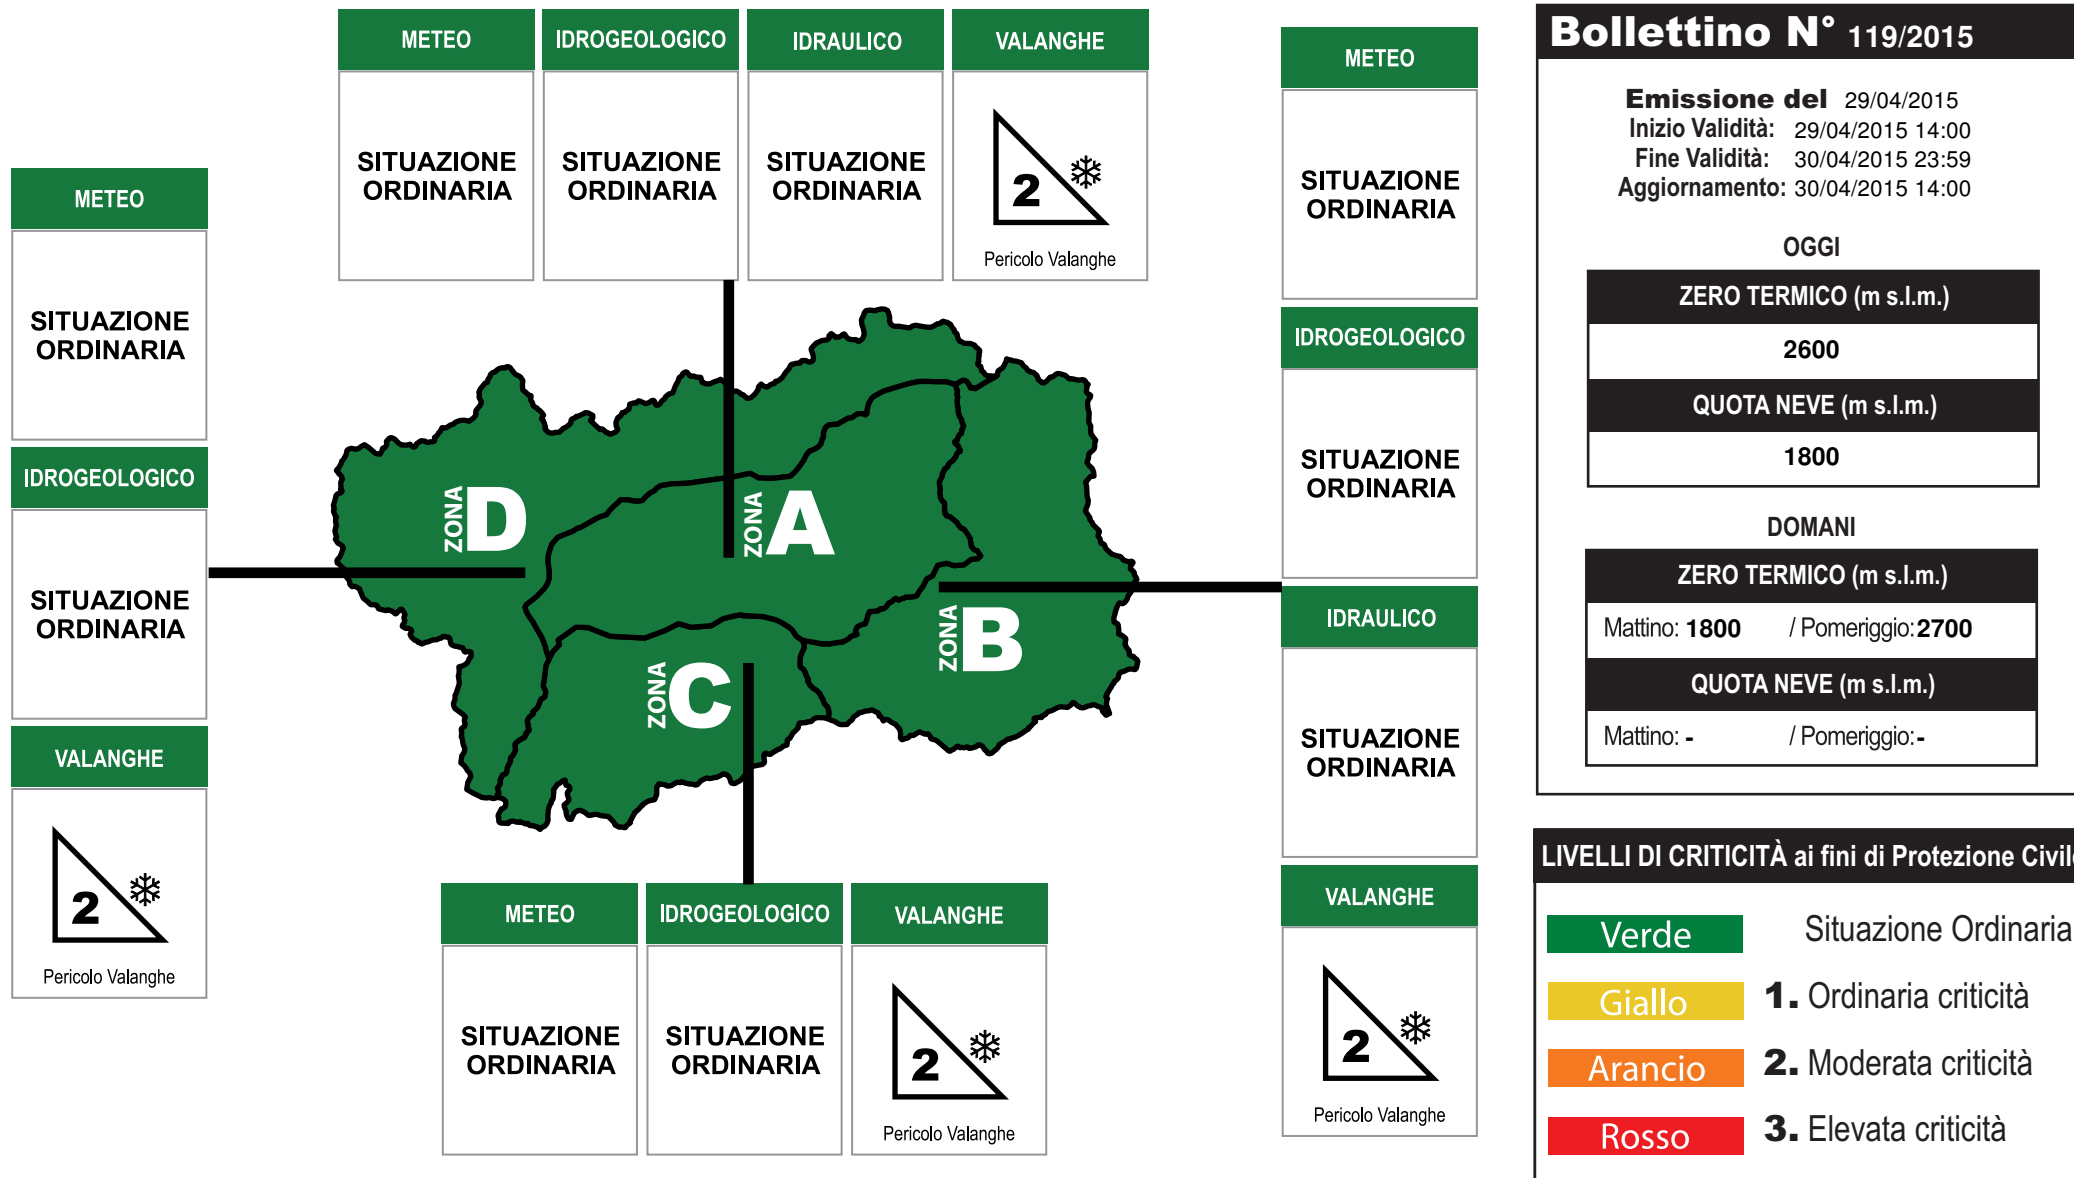 METEO
SITUAZIONE
ORDINARIA
IDROGEOLOGICO
SITUAZIONE
ORDINARIA
IDRAULICO
SITUAZIONE
ORDINARIA
VALANGHE
2
Pericolo Valanghe
METEO
SITUAZIONE
ORDINARIA
IDROGEOLOGICO
SITUAZIONE
ORDINARIA
VALANGHE
2
Pericolo Valanghe
ZONA D
ZONA A
ZONA B
ZONA C
METEO
SITUAZIONE
ORDINARIA
IDROGEOLOGICO
SITUAZIONE
ORDINARIA
VALANGHE
2
Pericolo Valanghe
METEO
SITUAZIONE
ORDINARIA
IDROGEOLOGICO
SITUAZIONE
ORDINARIA
IDRAULICO
SITUAZIONE
ORDINARIA
VALANGHE
2
Pericolo Valanghe
Bollettino N° 119/2015
Emissione del 29/04/2015
Inizio Validità: 29/04/2015 14:00
Fine Validità: 30/04/2015 23:59
Aggiornamento: 30/04/2015 14:00
OGGI
ZERO TERMICO (m s.l.m.)
2600
QUOTA NEVE (m s.l.m.)
1800
DOMANI
ZERO TERMICO (m s.l.m.)
Mattino: 1800 / Pomeriggio: 2700
QUOTA NEVE (m s.l.m.)
Mattino: - / Pomeriggio: -
LIVELLI DI CRITICITÀ ai fini di Protezione Civile
Verde Situazione Ordinaria
Giallo 1. Ordinaria criticità
Arancio 2. Moderata criticità
Rosso 3. Elevata criticità